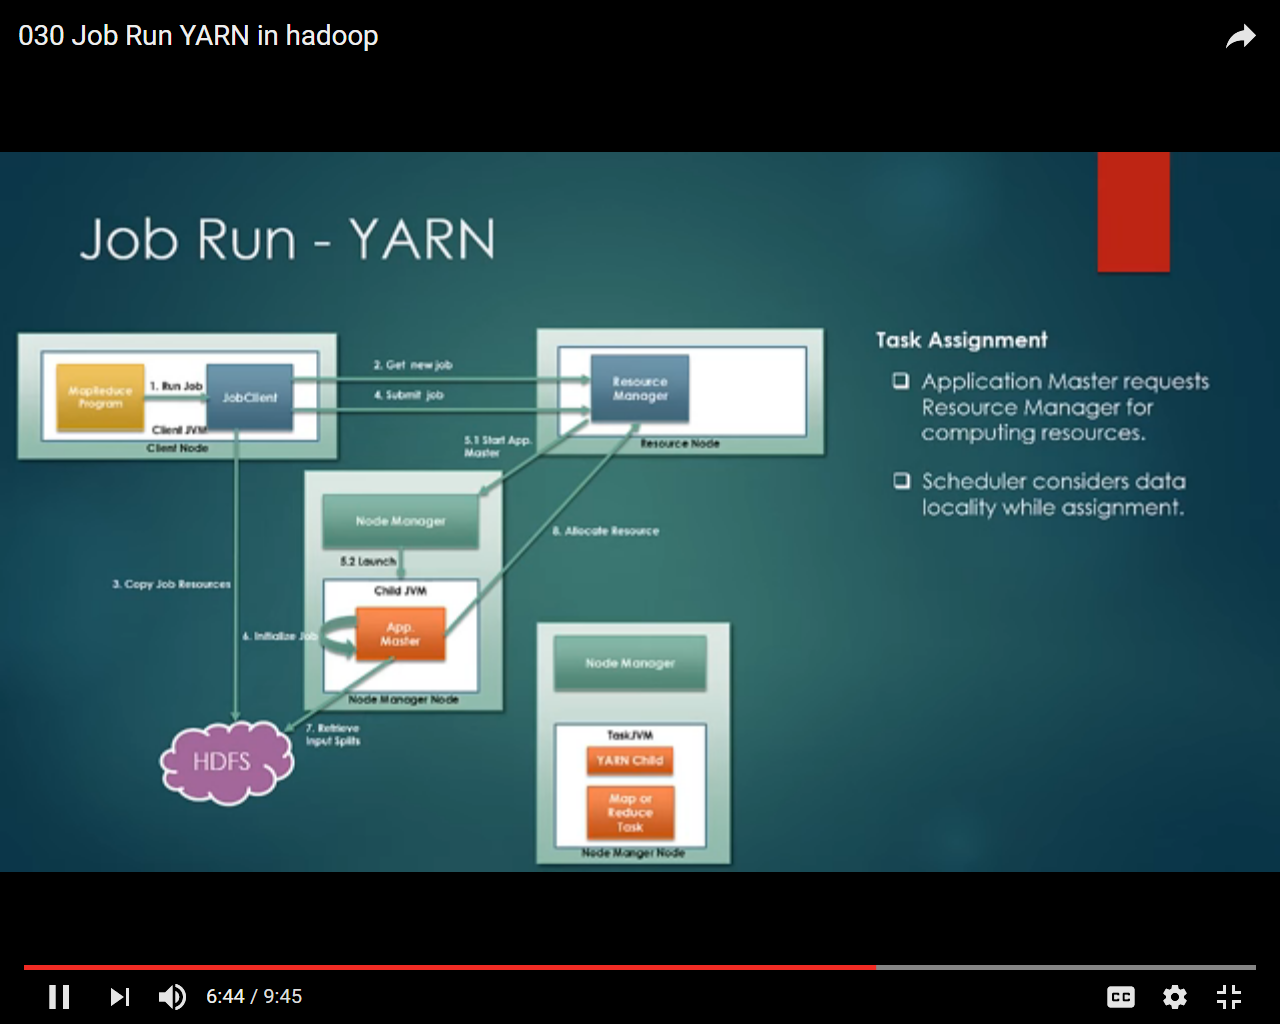 030 Job Run YARN in hadoop
Job Run - YARN
MapReduce
Program
1. Run Job
JobClient
Client JVM
Client Node
2. Get new job
4. Submit job
Resource
Manager
Resource Node
5.1 Start App.
Master
Node Manager
5.2 Launch
Child JVM
App.
Master
6. Initialize Job
Node Manager Node
3. Copy Job Resources
7. Retrieve
Input Splits
HDFS
8. Allocate Resource
Node Manager
TaskJVM
YARN Child
Map or
Reduce
Task
Node Manger Node
Task Assignment
Application Master requests
Resource Manager for
computing resources.
Scheduler considers data
locality while assignment.
6:44 / 9:45
CC